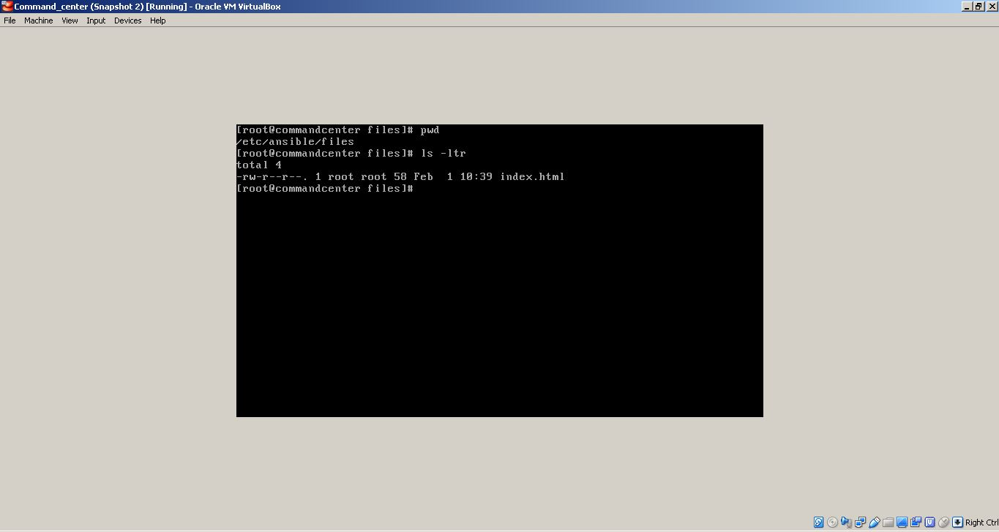 Command_center (Snapshot 2) [Running] - Oracle VM VirtualBox
File Machine View Input Devices Help
[root@commandcenter files]# pwd
/etc/ansible/files
[root@commandcenter files]# ls -ltr
total 4
-rw-r--r--. 1 root root 58 Feb  1 10:39 index.html
[root@commandcenter files]#
Right Ctrl